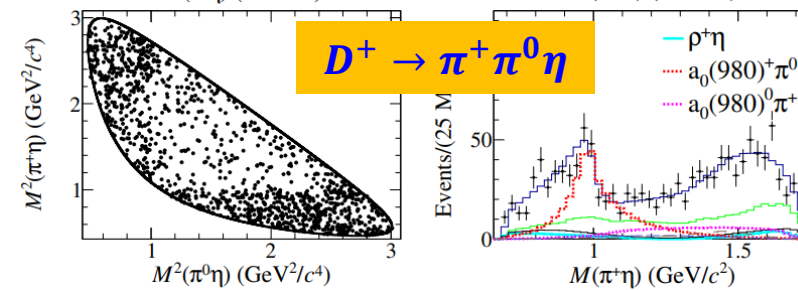 D⁺ → π⁺π⁰η
M²(π⁺η) (GeV²/c⁴)
3
2
1
1 2 3
M²(π⁰η) (GeV²/c⁴)
Events/(25 M
50
0
ρ⁺η
a₀(980)⁺π⁰
a₀(980)⁰π⁺
1 1.5
M(π⁺η) (GeV/c²)